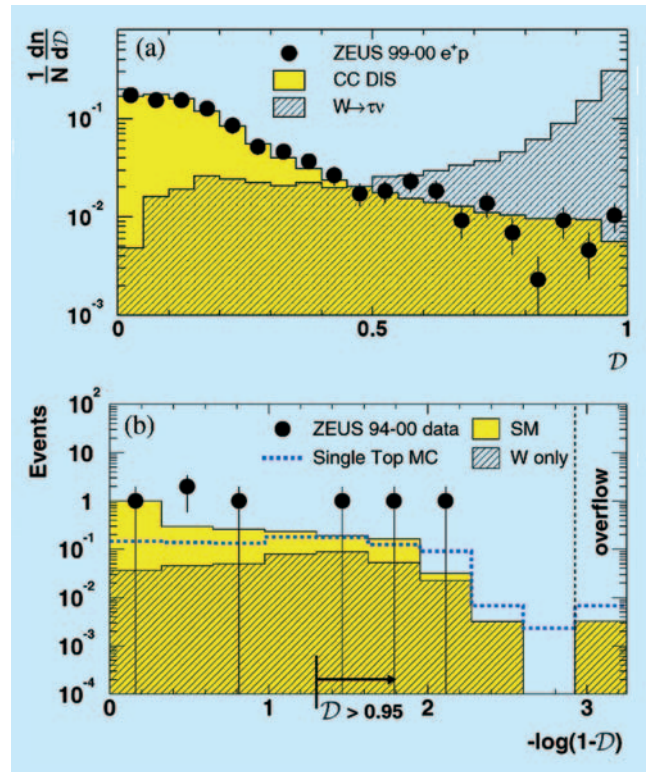 1/N dn/dD
(a)
ZEUS 99-00 e⁺p
CC DIS
W→τν
10⁻¹
10⁻²
10⁻³
0 0.5 1
D
Events
(b)
ZEUS 94-00 data SM
Single Top MC W only
10²
10
1
10⁻¹
10⁻²
10⁻³
10⁻⁴
overflow
D > 0.95
0 1 2 3
-log(1-D)